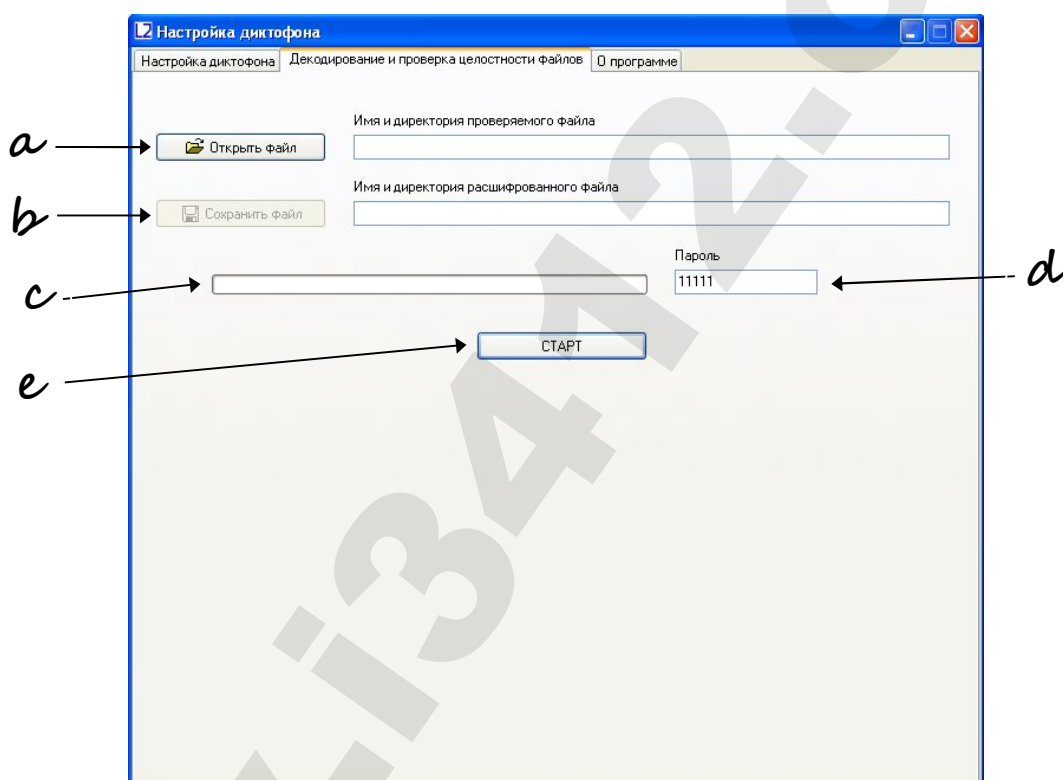 Настройка диктофона
Настройка диктофона Декодирование и проверка целостности файлов О программе
Имя и директория проверяемого файла
a Открыть файл
Имя и директория расшифрованного файла
b Сохранить файл
Пароль
c 11111 d
e СТАРТ
.i3412.